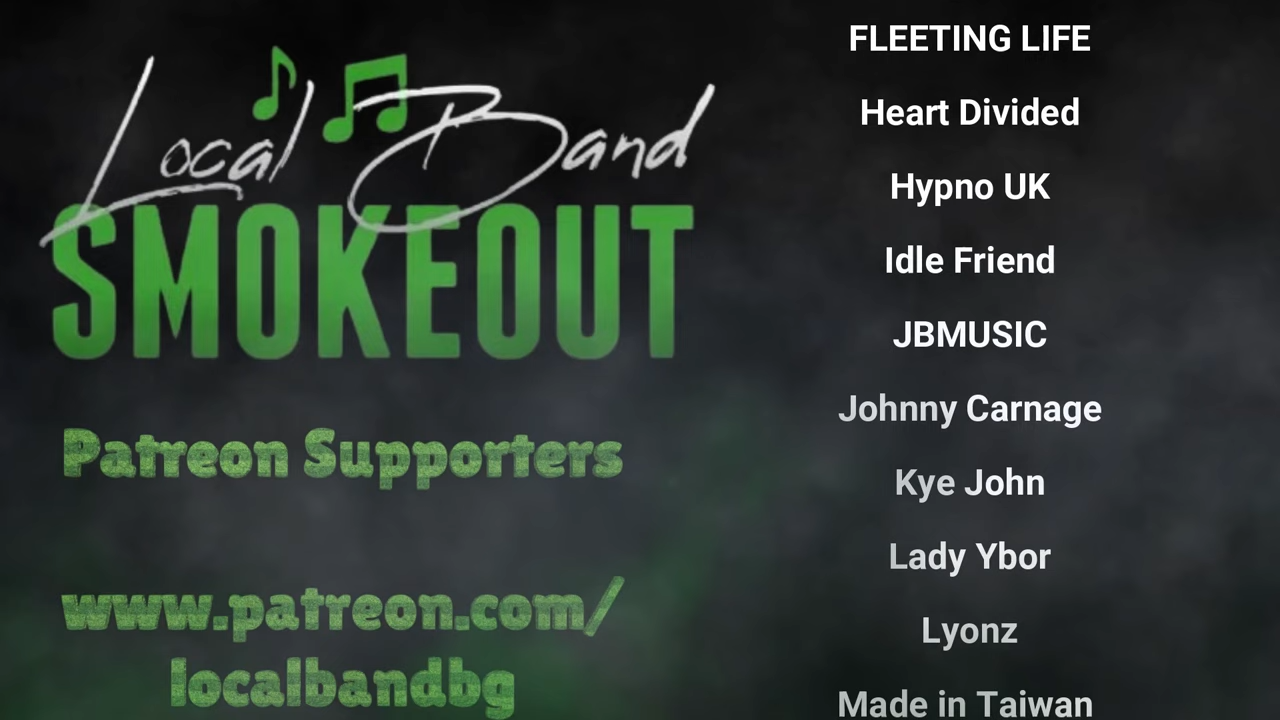 Local Band
SMOKEOUT
Patreon Supporters
www.patreon.com/
localbandbg
FLEETING LIFE
Heart Divided
Hypno UK
Idle Friend
JBMUSIC
Johnny Carnage
Kye John
Lady Ybor
Lyonz
Made in Taiwan